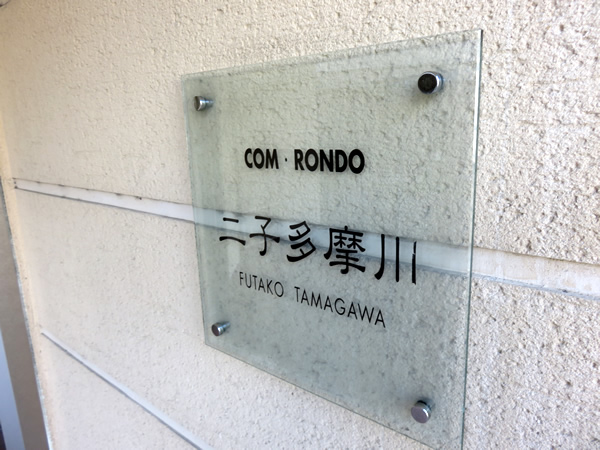 COM · RONDO
二子多摩川
FUTAKO TAMAGAWA